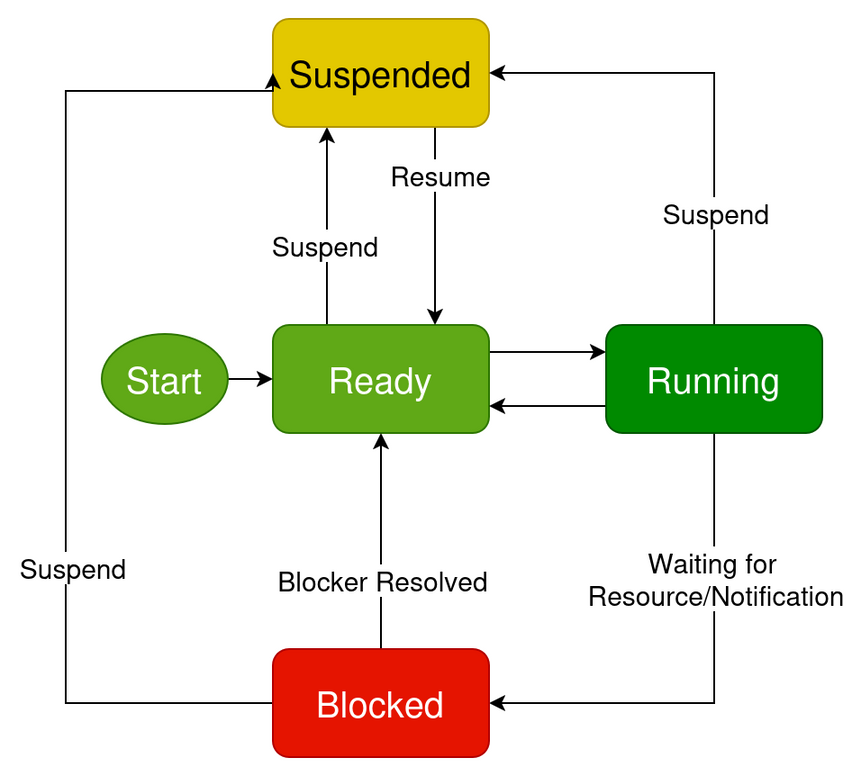 Suspended
Resume
Suspend
Suspend
Start
Ready
Running
Suspend
Blocker Resolved
Waiting for
Resource/Notification
Blocked